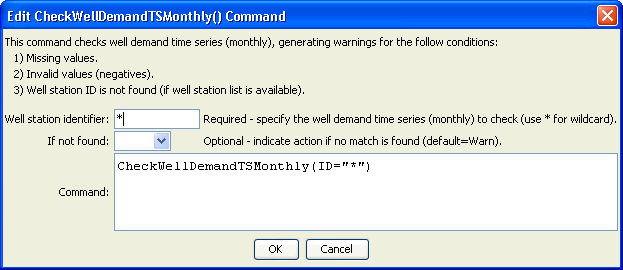 Edit CheckWellDemandTSMonthly() Command
This command checks well demand time series (monthly), generating warnings for the follow conditions:
1) Missing values.
2) Invalid values (negatives).
3) Well station ID is not found (if well station list is available).
Well station identifier: * Required - specify the well demand time series (monthly) to check (use * for wildcard).
If not found: Optional - indicate action if no match is found (default=Warn).
Command: CheckWellDemandTSMonthly(ID="*")
OK Cancel